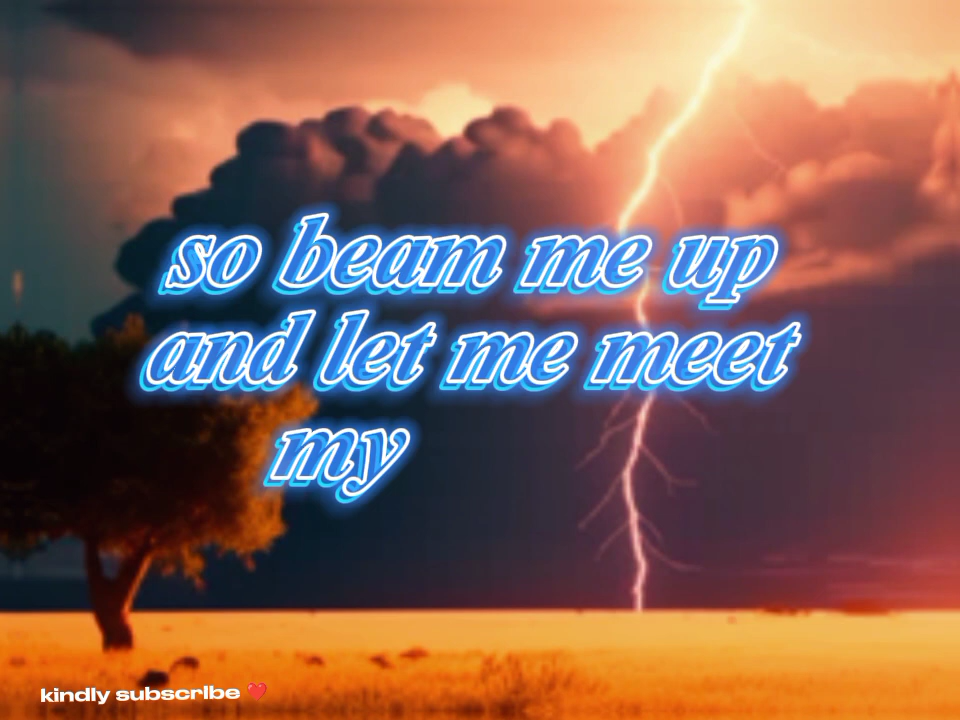 so beam me up
and let me meet
my
kindly subscribe ❤️